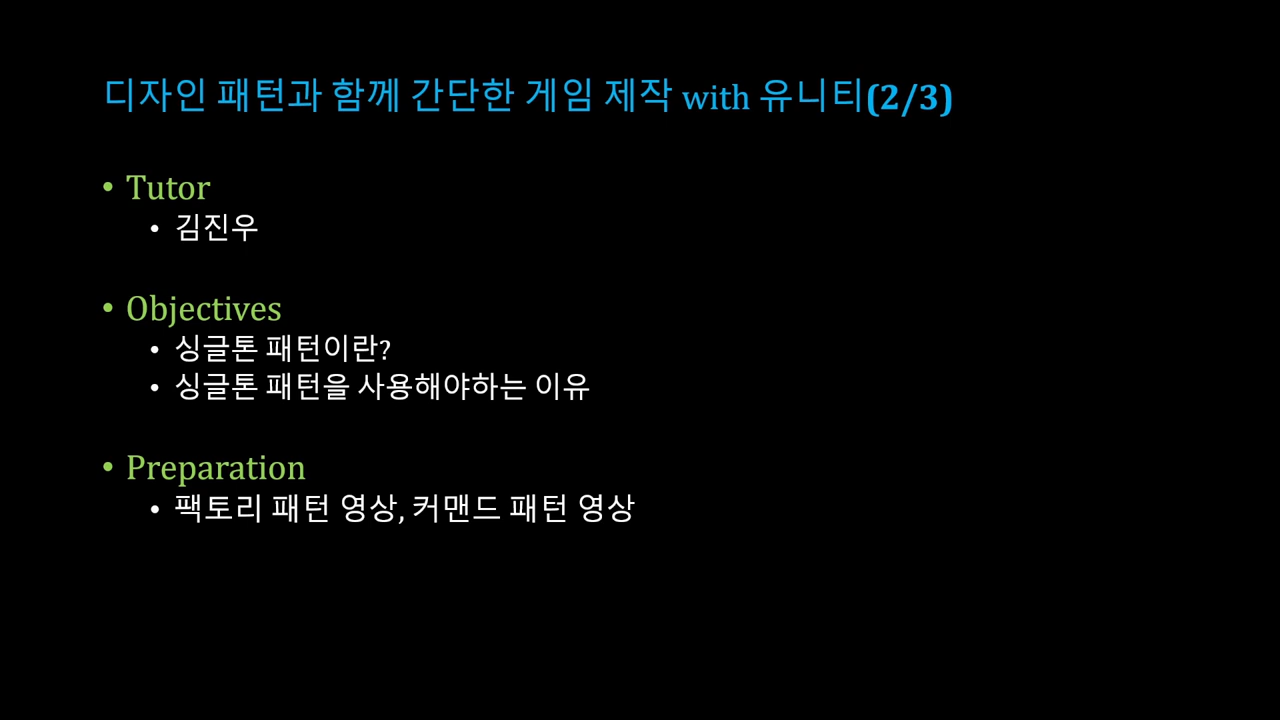 디자인 패턴과 함께 간단한 게임 제작 with 유니티(2/3)
• Tutor
• 김진우
• Objectives
• 싱글톤 패턴이란?
• 싱글톤 패턴을 사용해야하는 이유
• Preparation
• 팩토리 패턴 영상, 커맨드 패턴 영상